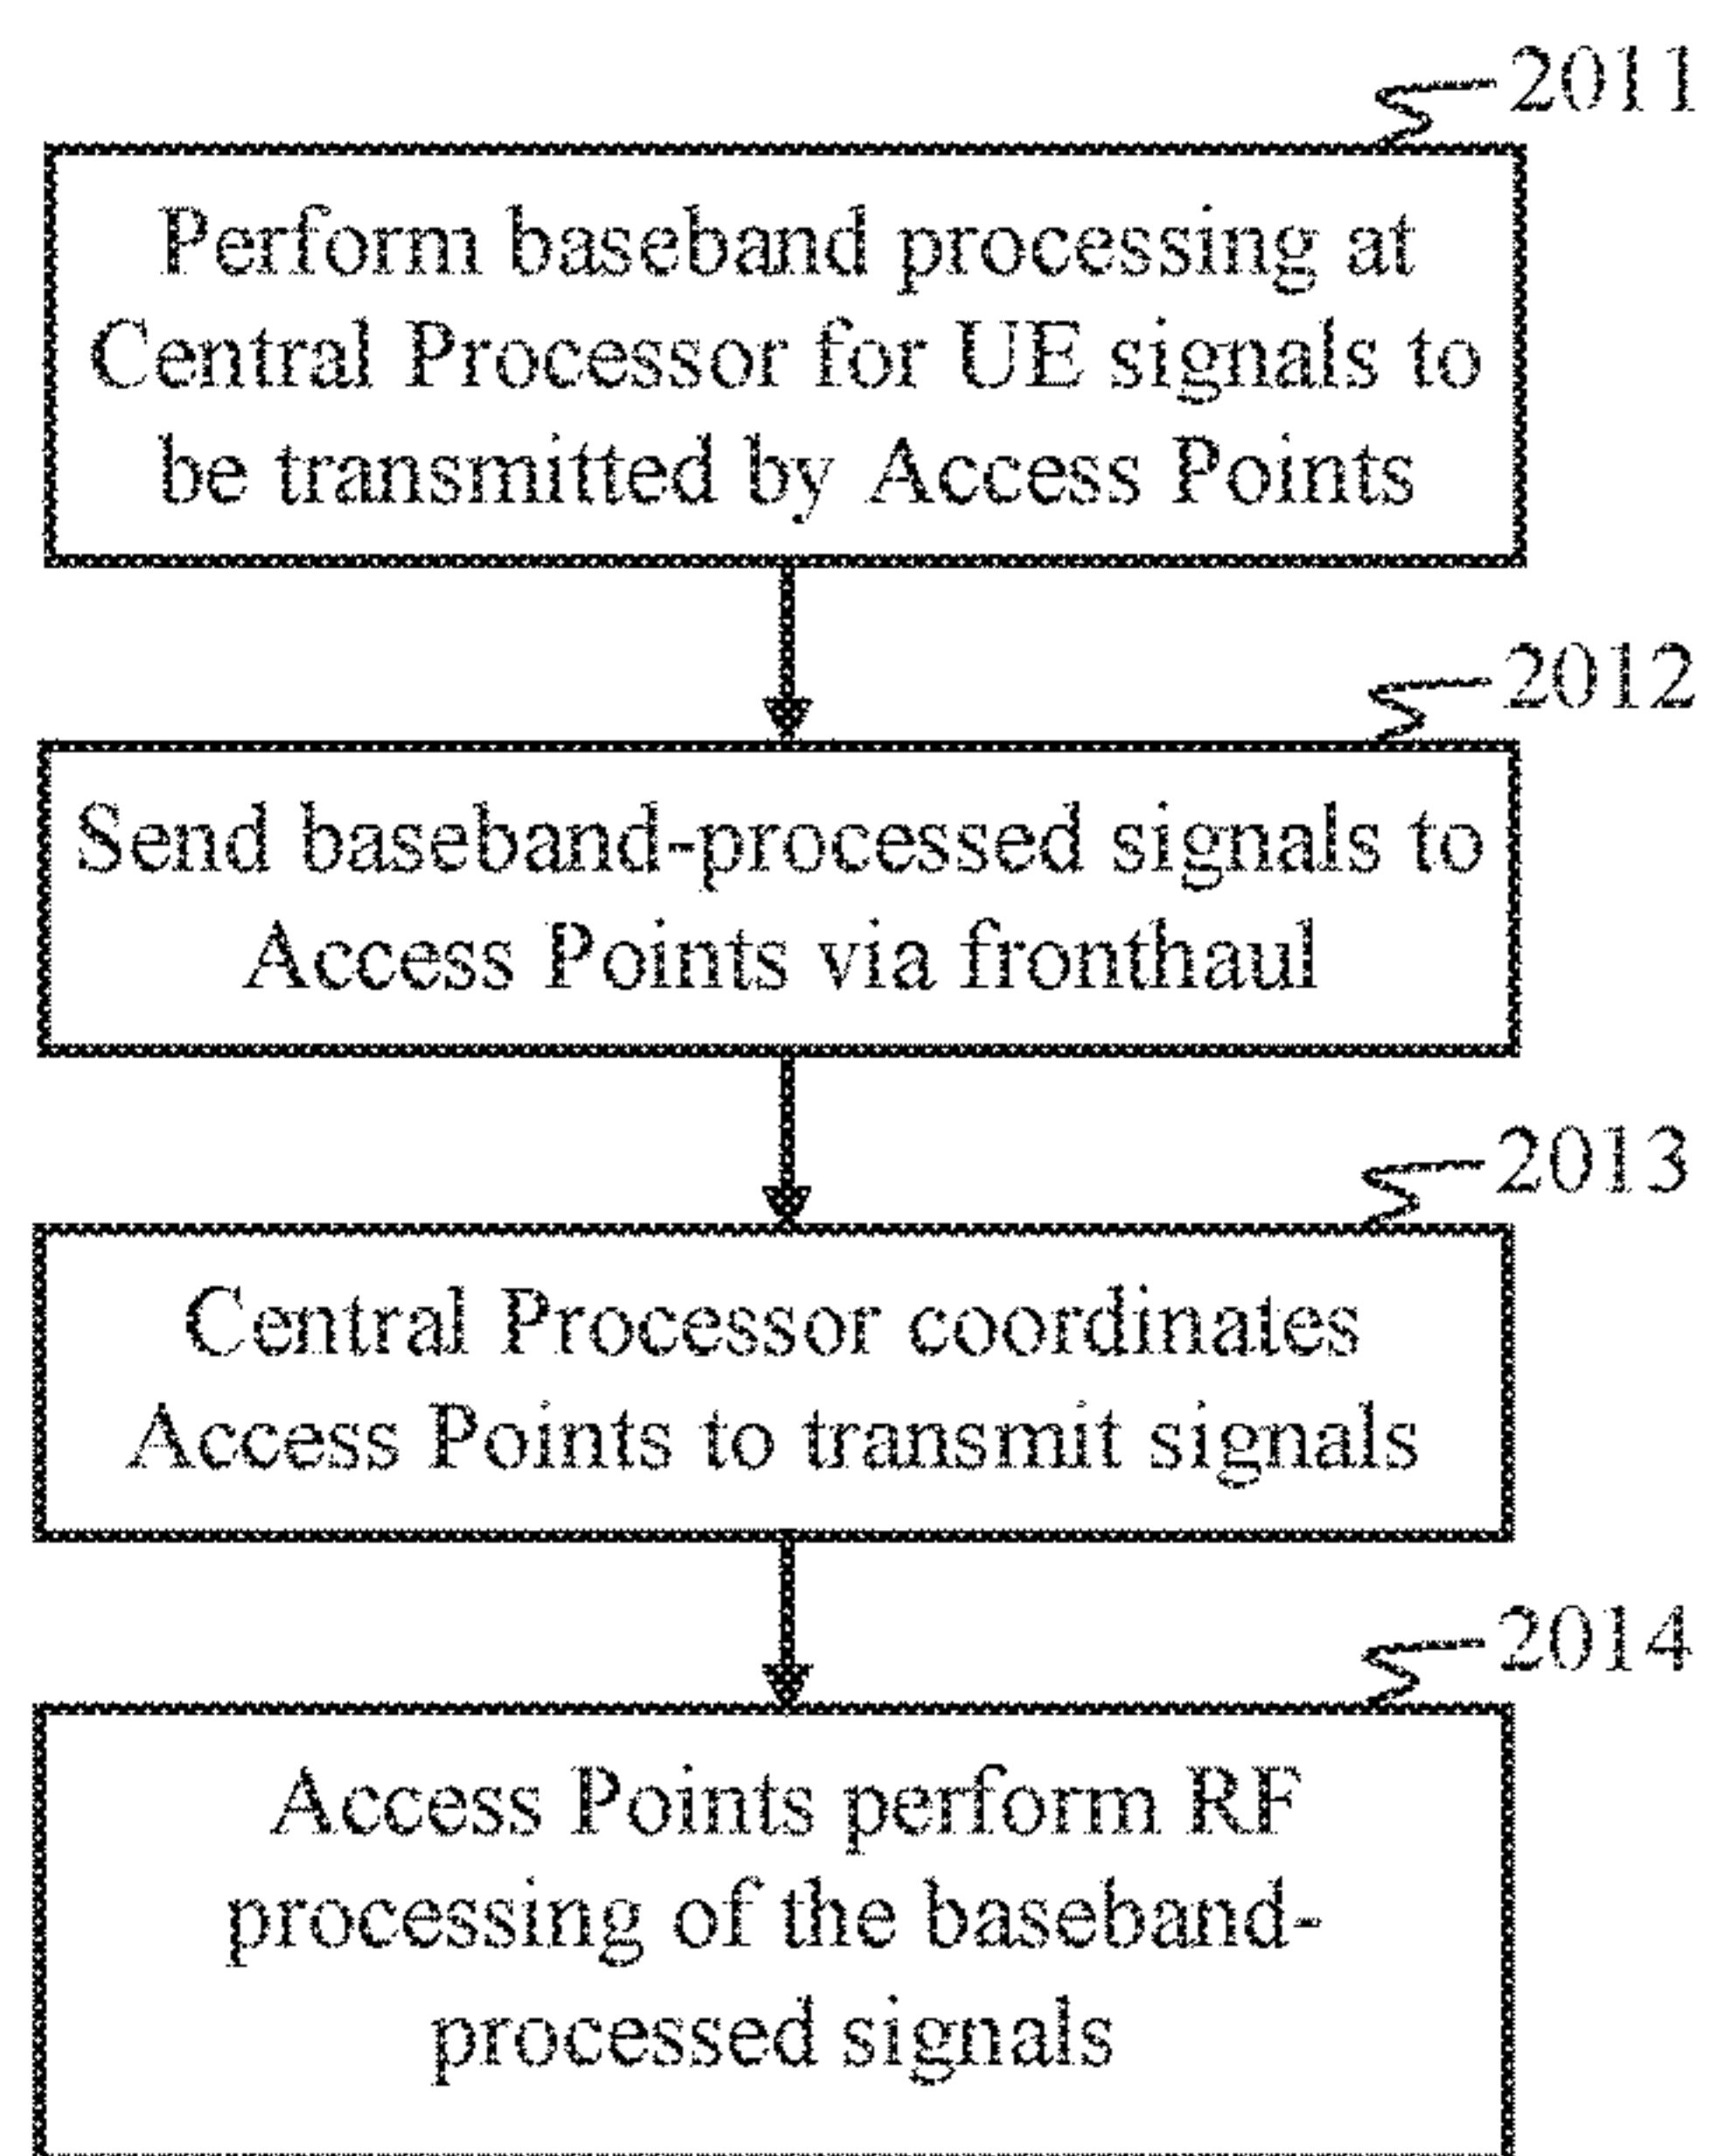 2011
Perform baseband processing at
Central Processor for UE signals to
be transmitted by Access Points
2012
Send baseband-processed signals to
Access Points via fronthaul
2013
Central Processor coordinates
Access Points to transmit signals
2014
Access Points perform RF
processing of the baseband-
processed signals